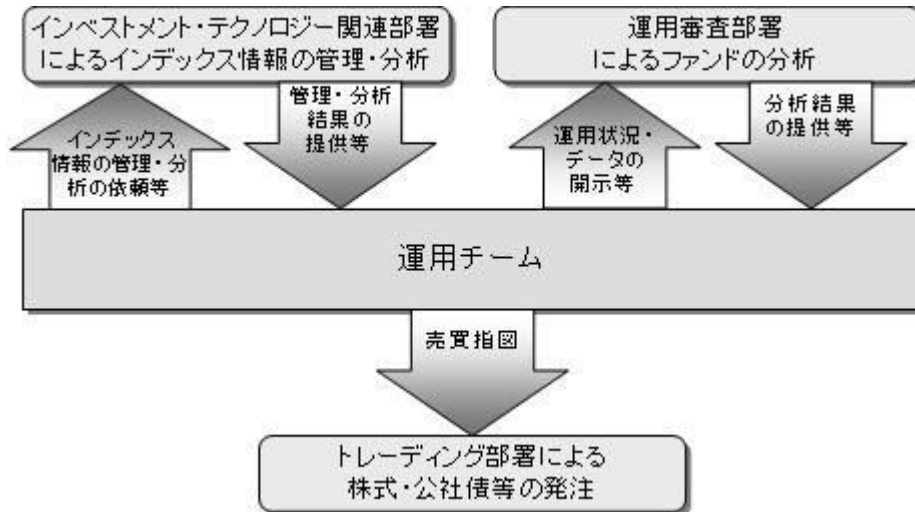 インベストメント・テクノロジー関連部署
によるインデックス情報の管理・分析
運用審査部署
によるファンドの分析
インデックス
情報の管理・分
析の依頼等
管理・分析
結果の
提供等
運用状況・
データの
開示等
分析結果
の提供等
運用チーム
売買指図
トレーディング部署による
株式・公社債等の発注